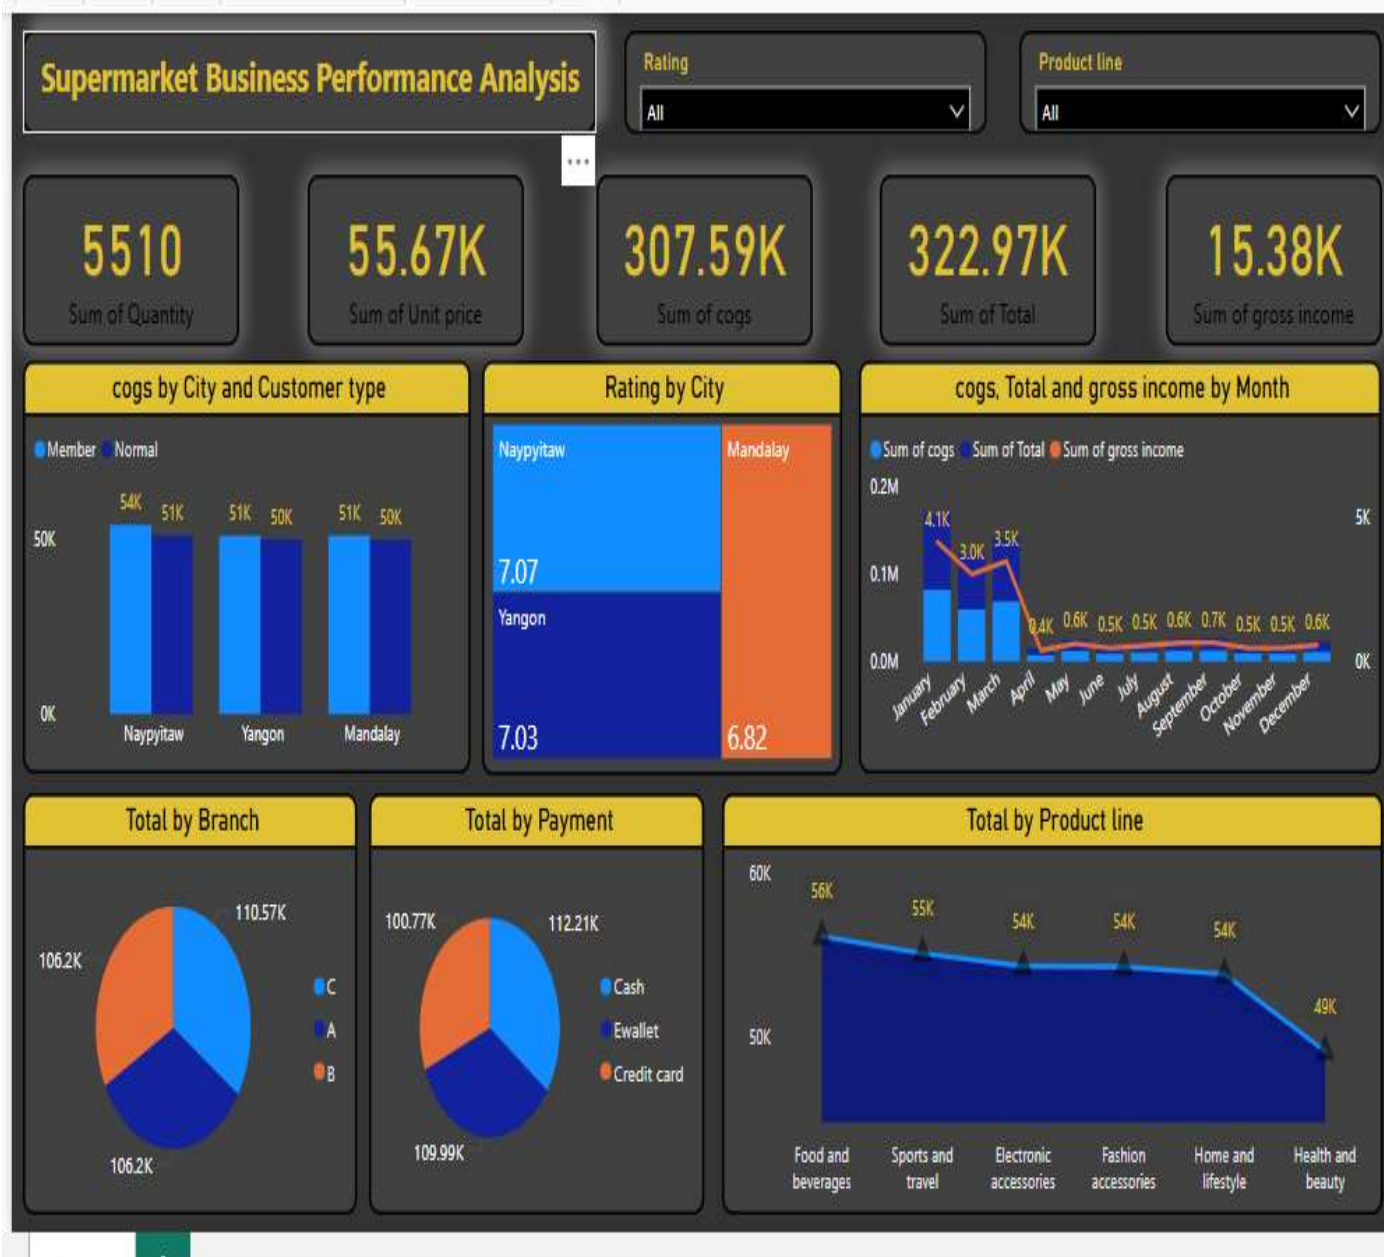 Supermarket Business Performance Analysis
Rating
All
Product line
All
5510
Sum of Quantity
55.67K
Sum of Unit price
307.59K
Sum of cogs
322.97K
Sum of Total
15.38K
Sum of gross income
cogs by City and Customer type
Member Normal
54K 51K 51K 50K 51K 50K
50K
0K
Naypyitaw Yangon Mandalay
Rating by City
Naypyitaw
7.07
Yangon
7.03
Mandalay
6.82
cogs, Total and gross income by Month
Sum of cogs Sum of Total Sum of gross income
0.2M
0.1M
0.0M
5K
0K
4.1K 3.0K 3.5K 0.4K 0.6K 0.5K 0.5K 0.6K 0.7K 0.5K 0.5K 0.6K
January February March April May June July August September October November December
Total by Branch
110.57K
106.2K
106.2K
C
A
B
Total by Payment
100.77K
112.21K
109.99K
Cash
Ewallet
Credit card
Total by Product line
60K
50K
56K 55K 54K 54K 54K 49K
Food and beverages
Sports and travel
Electronic accessories
Fashion accessories
Home and lifestyle
Health and beauty